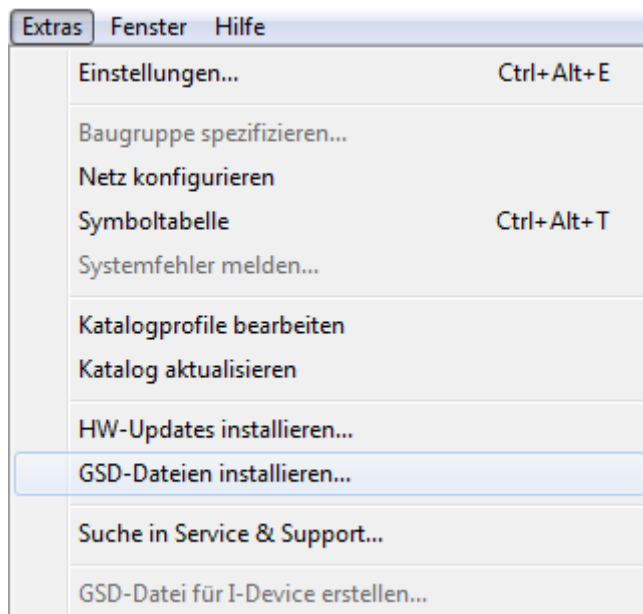 Extras Fenster Hilfe
Einstellungen... Ctrl+Alt+E
Baugruppe spezifizieren...
Netz konfigurieren
Symboltabelle Ctrl+Alt+T
Systemfehler melden...
Katalogprofile bearbeiten
Katalog aktualisieren
HW-Updates installieren...
GSD-Dateien installieren...
Suche in Service & Support...
GSD-Datei für I-Device erstellen...